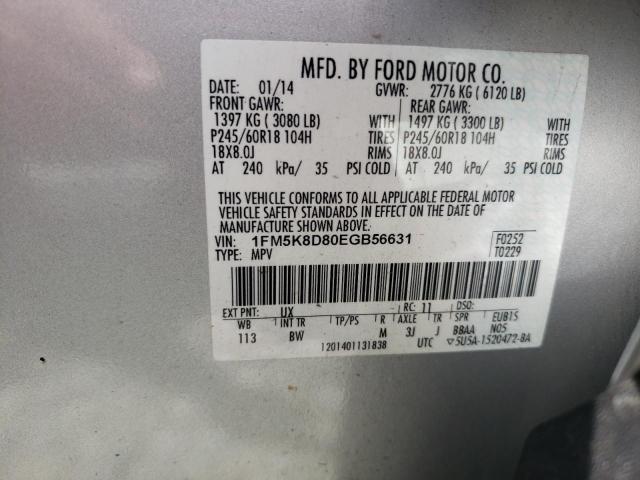 MFD. BY FORD MOTOR CO.
DATE: 01/14 GVWR: 2776 KG ( 6120 LB)
FRONT GAWR: REAR GAWR:
1397 KG ( 3080 LB) WITH 1497 KG ( 3300 LB) WITH
P245/60R18 104H TIRES P245/60R18 104H TIRES
18X8.0J RIMS 18X8.0J RIMS
AT 240 kPa/ 35 PSI COLD AT 240 kPa/ 35 PSI COLD
THIS VEHICLE CONFORMS TO ALL APPLICABLE FEDERAL MOTOR
VEHICLE SAFETY STANDARDS IN EFFECT ON THE DATE OF
MANUFACTURE SHOWN ABOVE.
VIN: 1FM5K8D80EGB56631 F0252
TYPE: MPV T0229
EXT PNT: UX RC: 11 DSO:
WB INT TR TP/PS R AXLE TR SPR EUB1S
113 BW M 3J J BBAA N05
1201401131838 UTC ▽5U5A-1520472-BA